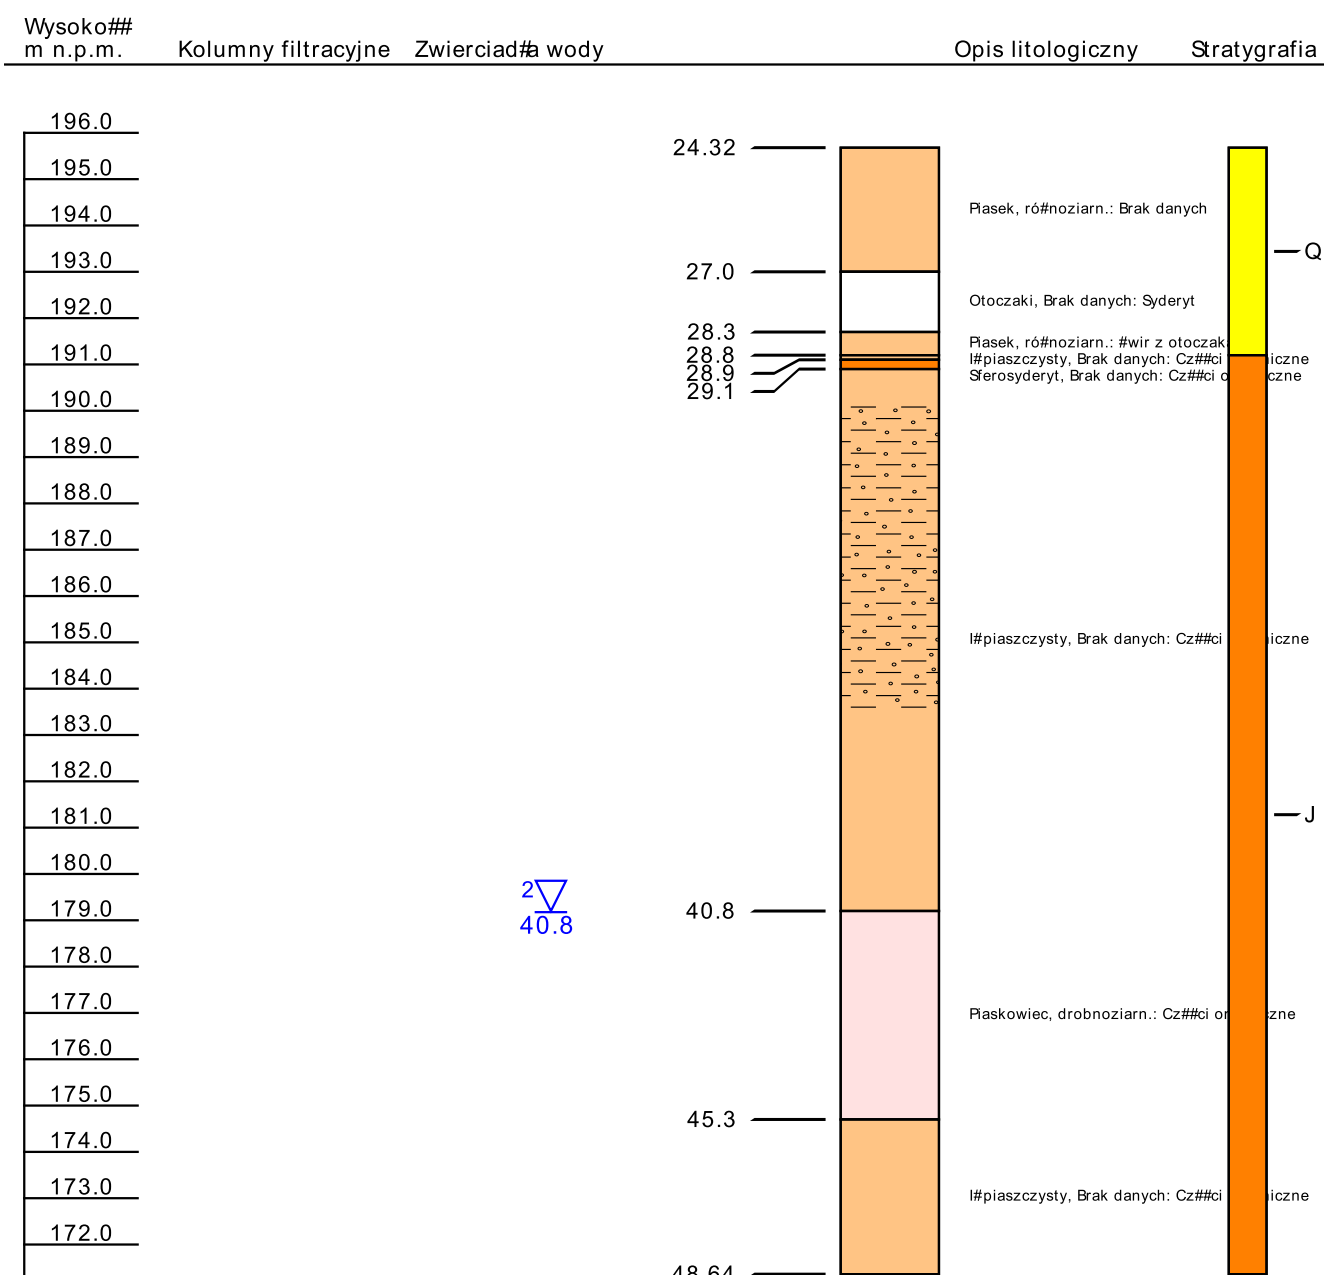 Wysoko##
m n.p.m.
Kolumny filtracyjne
Zwierciad#a wody
Opis litologiczny
Stratygrafia
196.0
24.32
195.0
194.0
Piasek, ró#noziarn.: Brak danych
Q
193.0
27.0
192.0
Otoczaki, Brak danych: Syderyt
28.3
Piasek, ró#noziarn.: #wir z otoczak
191.0
28.8
I#piaszczysty, Brak danych: Cz##ci
28.9
Sferosyderyt, Brak danych: Cz##ci
29.1
190.0
189.0
188.0
187.0
186.0
185.0
I#piaszczysty, Brak danych: Cz##ci
184.0
183.0
182.0
181.0
J
180.0
2
179.0
40.8
40.8
178.0
177.0
Piaskowiec, drobnoziarn.: Cz##ci
176.0
175.0
45.3
174.0
173.0
I#piaszczysty, Brak danych: Cz##ci
172.0
48.64